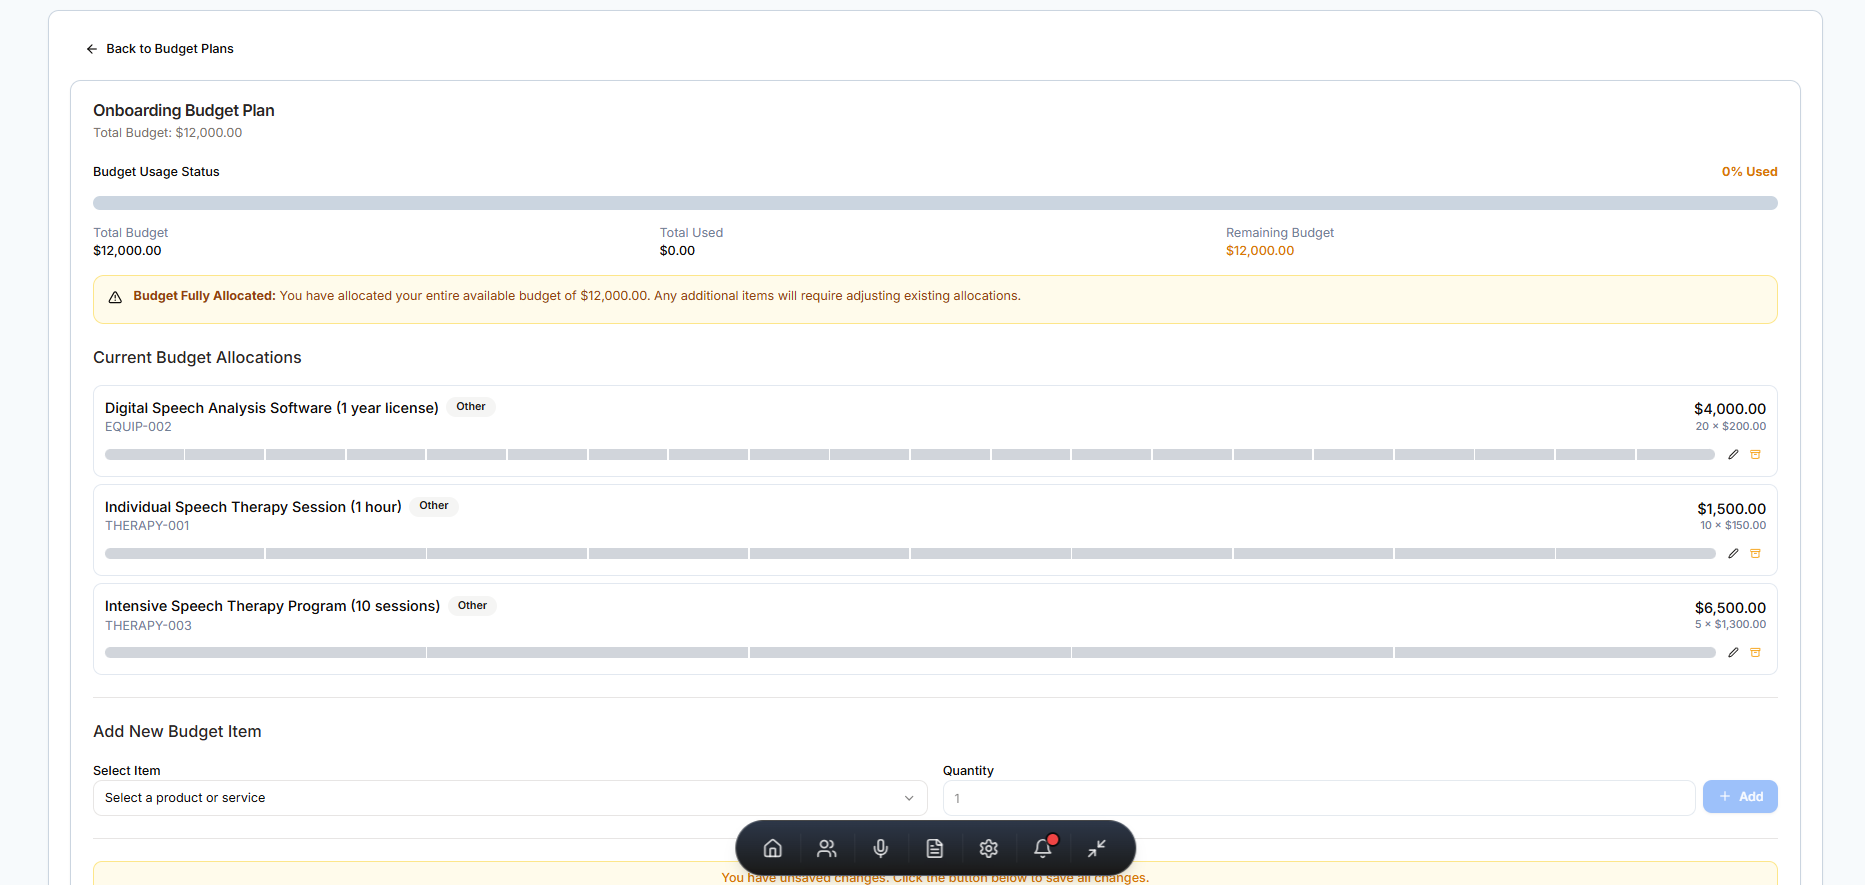 Back to Budget Plans
Onboarding Budget Plan
Total Budget: $12,000.00
Budget Usage Status
0% Used
Total Budget
$12,000.00
Total Used
$0.00
Remaining Budget
$12,000.00
Budget Fully Allocated: You have allocated your entire available budget of $12,000.00. Any additional items will require adjusting existing allocations.
Current Budget Allocations
Digital Speech Analysis Software (1 year license) Other
EQUIP-002
$4,000.00
20 × $200.00
Individual Speech Therapy Session (1 hour) Other
THERAPY-001
$1,500.00
10 × $150.00
Intensive Speech Therapy Program (10 sessions) Other
THERAPY-003
$6,500.00
5 × $1,300.00
Add New Budget Item
Select Item
Select a product or service
Quantity
1
+ Add
You have unsaved changes. Click the button below to save all changes.